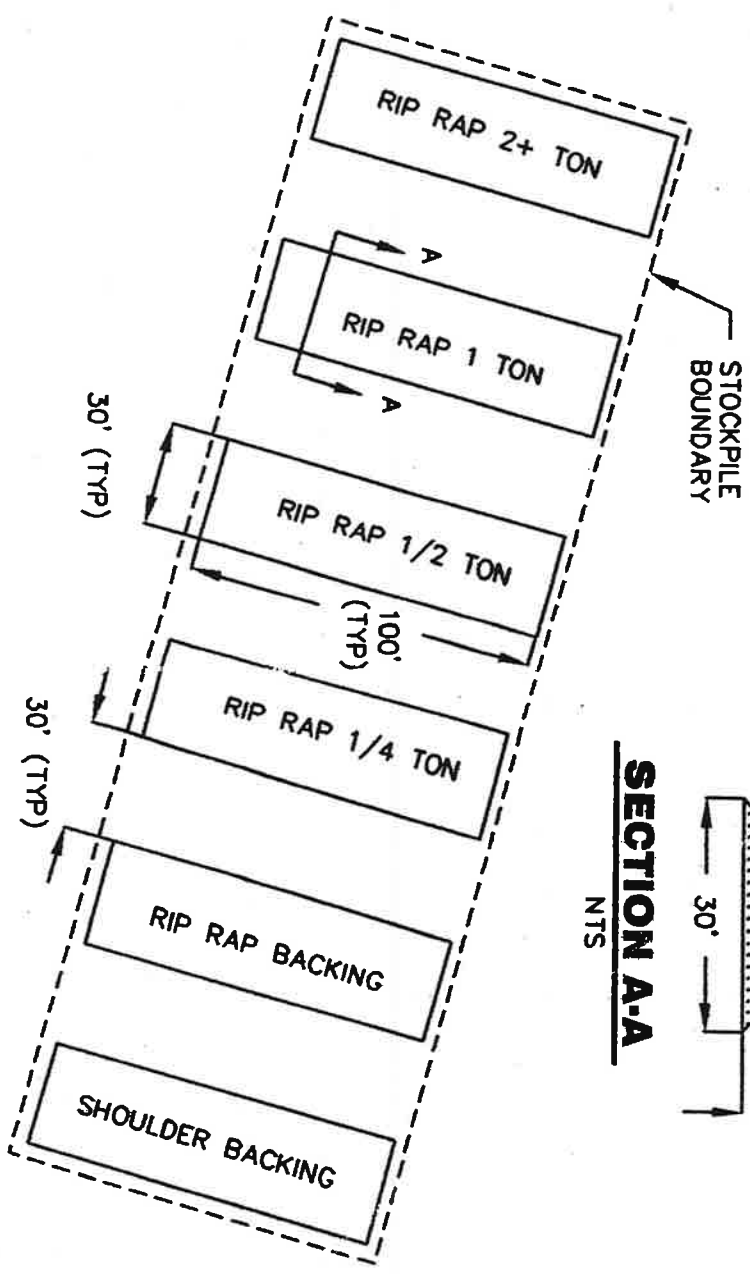 RIP RAP 2+ TON
A
RIP RAP 1 TON
A
STOCKPILE
BOUNDARY
30' (TYP)
RIP RAP 1/2 TON
100'
(TYP)
RIP RAP 1/4 TON
30' (TYP)
RIP RAP BACKING
SHOULDER BACKING
30'
SECTION A-A
NTS